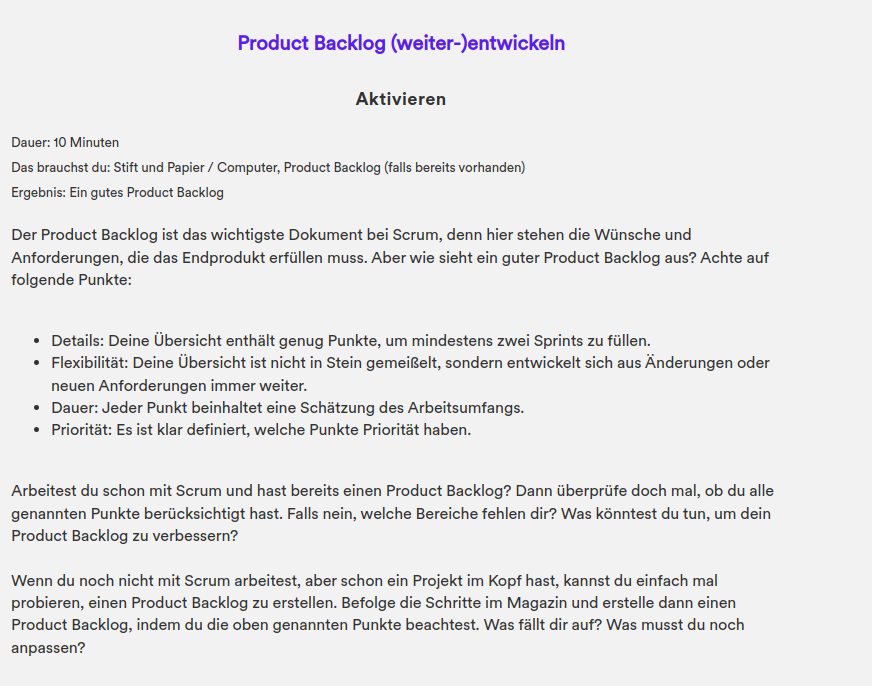 Product Backlog (weiter-)entwickeln
Aktivieren
Dauer: 10 Minuten
Das brauchst du: Stift und Papier / Computer, Product Backlog (falls bereits vorhanden)
Ergebnis: Ein gutes Product Backlog
Der Product Backlog ist das wichtigste Dokument bei Scrum, denn hier stehen die Wünsche und
Anforderungen, die das Endprodukt erfüllen muss. Aber wie sieht ein guter Product Backlog aus? Achte auf
folgende Punkte:
• Details: Deine Übersicht enthält genug Punkte, um mindestens zwei Sprints zu füllen.
• Flexibilität: Deine Übersicht ist nicht in Stein gemeißelt, sondern entwickelt sich aus Änderungen oder
neuen Anforderungen immer weiter.
• Dauer: Jeder Punkt beinhaltet eine Schätzung des Arbeitsumfangs.
• Priorität: Es ist klar definiert, welche Punkte Priorität haben.
Arbeitest du schon mit Scrum und hast bereits einen Product Backlog? Dann überprüfe doch mal, ob du alle
genannten Punkte berücksichtigt hast. Falls nein, welche Bereiche fehlen dir? Was könntest du tun, um dein
Product Backlog zu verbessern?
Wenn du noch nicht mit Scrum arbeitest, aber schon ein Projekt im Kopf hast, kannst du einfach mal
probieren, einen Product Backlog zu erstellen. Befolge die Schritte im Magazin und erstelle dann einen
Product Backlog, indem du die oben genannten Punkte beachtest. Was fällt dir auf? Was musst du noch
anpassen?